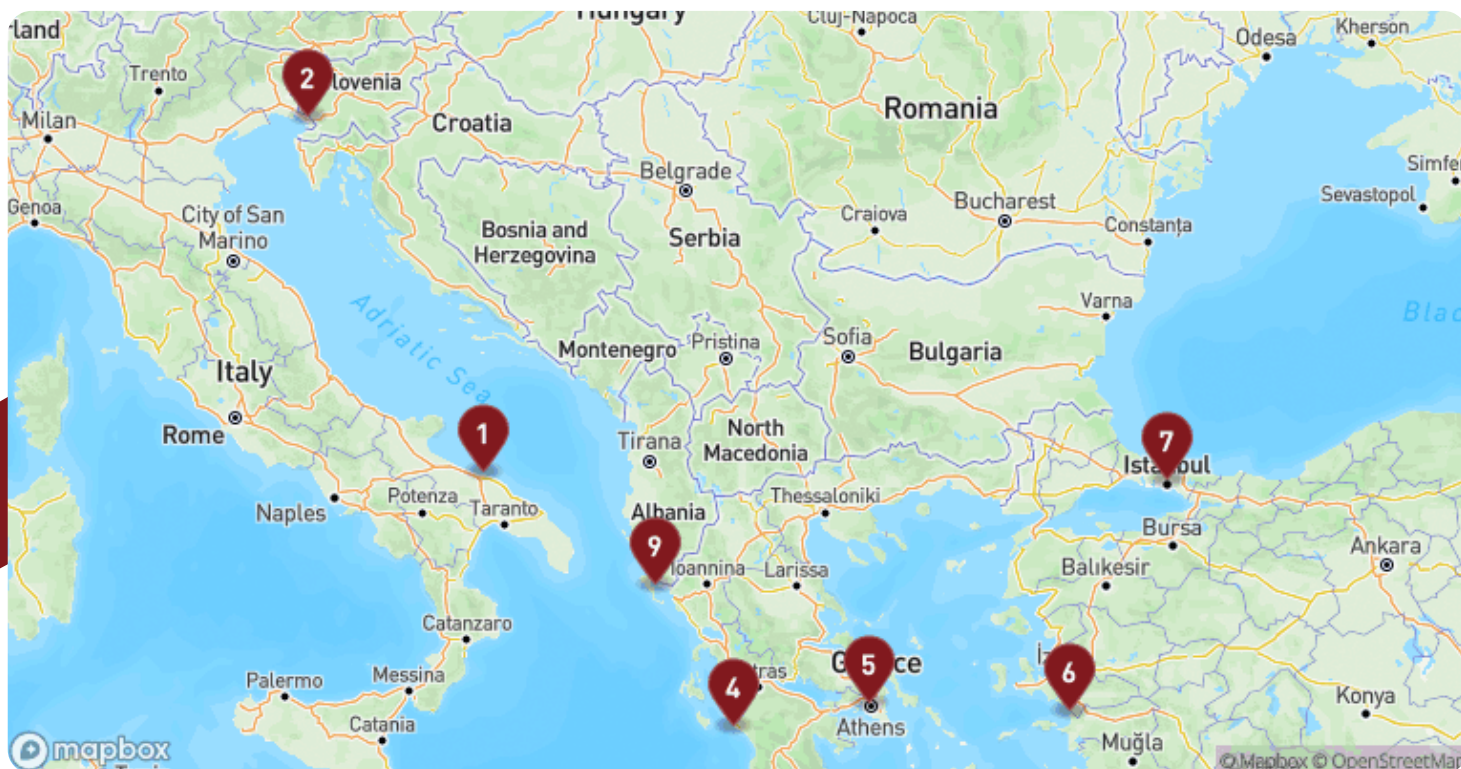 Hungary
Cluj-Napoca
Kherson
Odesa
rland
Trento
2
lovenia
Milan
Croatia
Romania
Belgrade
Simfe
Sevastopol
Genoa
City of San
Marino
Craiova
Bucharest
Constanța
Bosnia and
Herzegovina
Serbia
Adriatic Sea
Varna
Blac
Montenegro
Pristina
Sofia
Bulgaria
Italy
Rome
1
Tirana
North
Macedonia
7
Istanbul
Naples
Potenza
Taranto
Albania
Thessaloniki
Bursa
9
Ioannina
Larissa
Balıkesir
Ankara
Catanzaro
Palermo
Messina
4
tras
5
Athens
6
Konya
Catania
Muğla
mapbox
© Mapbox © OpenStreetMap